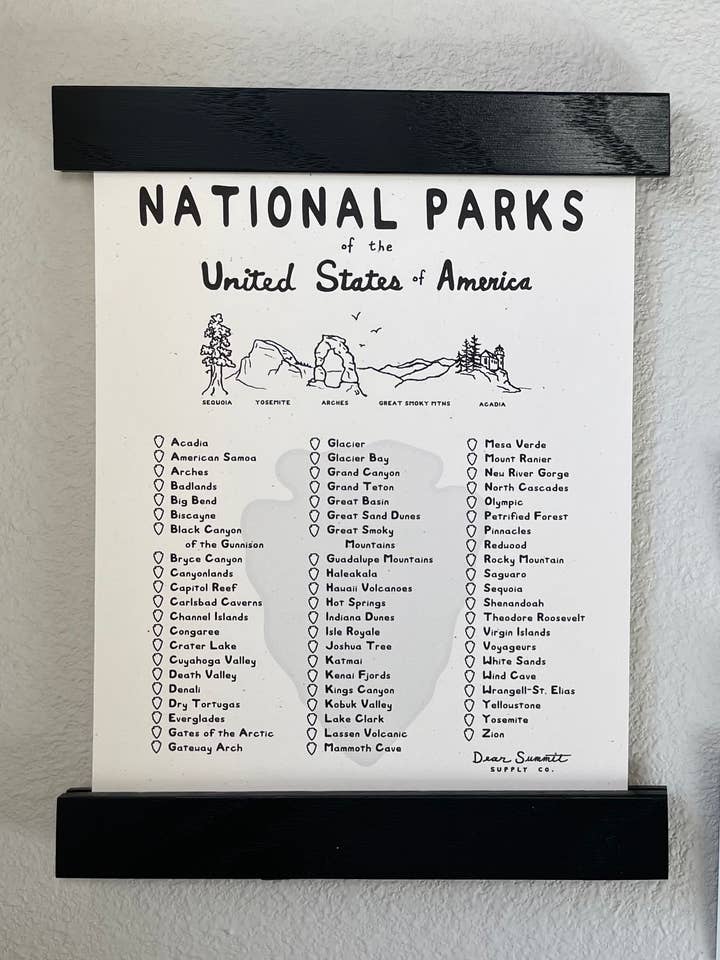 NATIONAL PARKS
of the
United States of America
SEQUOIA YOSEMITE ARCHES GREAT SMOKY MTNS ACADIA
Acadia
American Samoa
Arches
Badlands
Big Bend
Biscayne
Black Canyon
of the Gunnison
Bryce Canyon
Canyonlands
Capitol Reef
Carlsbad Caverns
Channel Islands
Congaree
Crater Lake
Cuyahoga Valley
Death Valley
Denali
Dry Tortugas
Everglades
Gates of the Arctic
Gateway Arch
Glacier
Glacier Bay
Grand Canyon
Grand Teton
Great Basin
Great Sand Dunes
Great Smoky
Mountains
Guadalupe Mountains
Haleakala
Hawaii Volcanoes
Hot Springs
Indiana Dunes
Isle Royale
Joshua Tree
Katmai
Kenai Fjords
Kings Canyon
Kobuk Valley
Lake Clark
Lassen Volcanic
Mammoth Cave
Mesa Verde
Mount Ranier
New River Gorge
North Cascades
Olympic
Petrified Forest
Pinnacles
Redwood
Rocky Mountain
Saguaro
Sequoia
Shenandoah
Theodore Roosevelt
Virgin Islands
Voyageurs
White Sands
Wind Cave
Wrangell-St. Elias
Yellowstone
Yosemite
Zion
Dear Summit
SUPPLY CO.